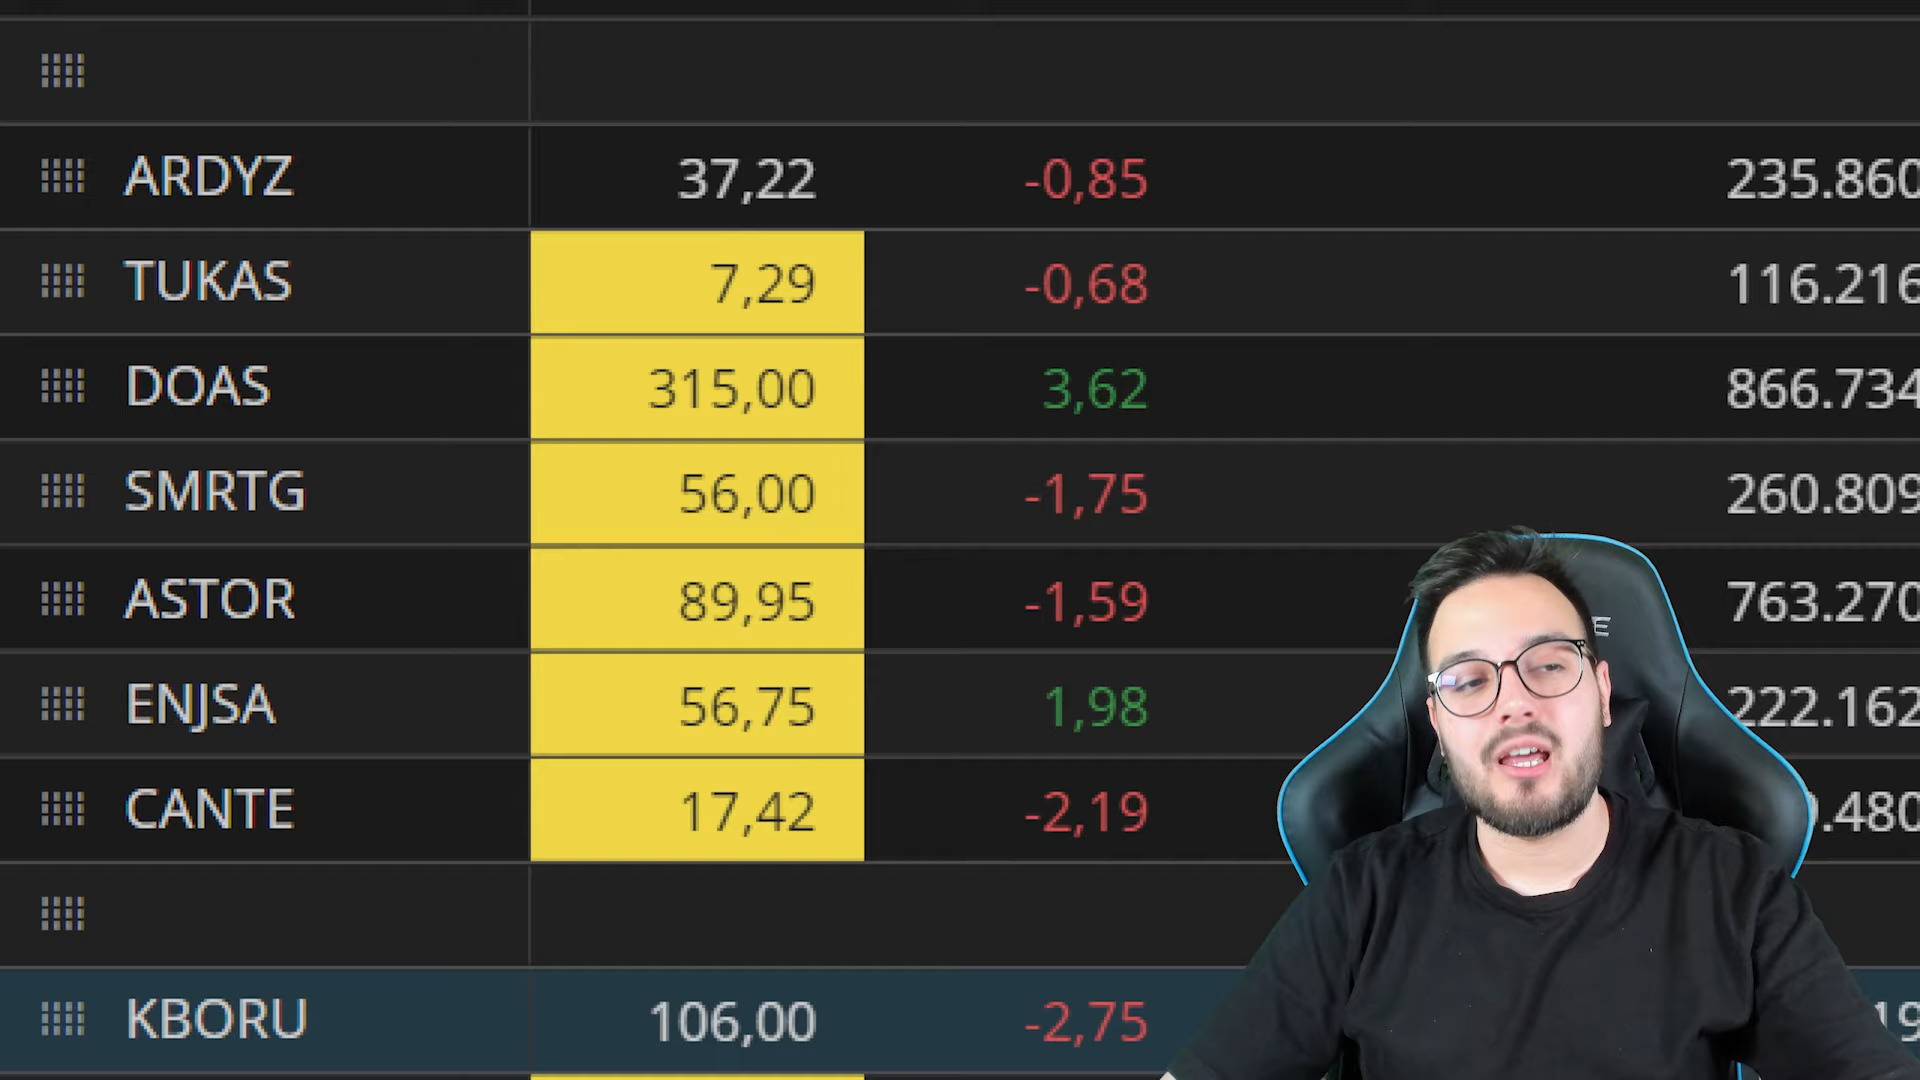 ARDYZ 37,22 -0,85 235.860
TUKAS 7,29 -0,68 116.216
DOAS 315,00 3,62 866.734
SMRTG 56,00 -1,75 260.809
ASTOR 89,95 -1,59 763.270
ENJSA 56,75 1,98 222.162
CANTE 17,42 -2,19 .480
KBORU 106,00 -2,75 19